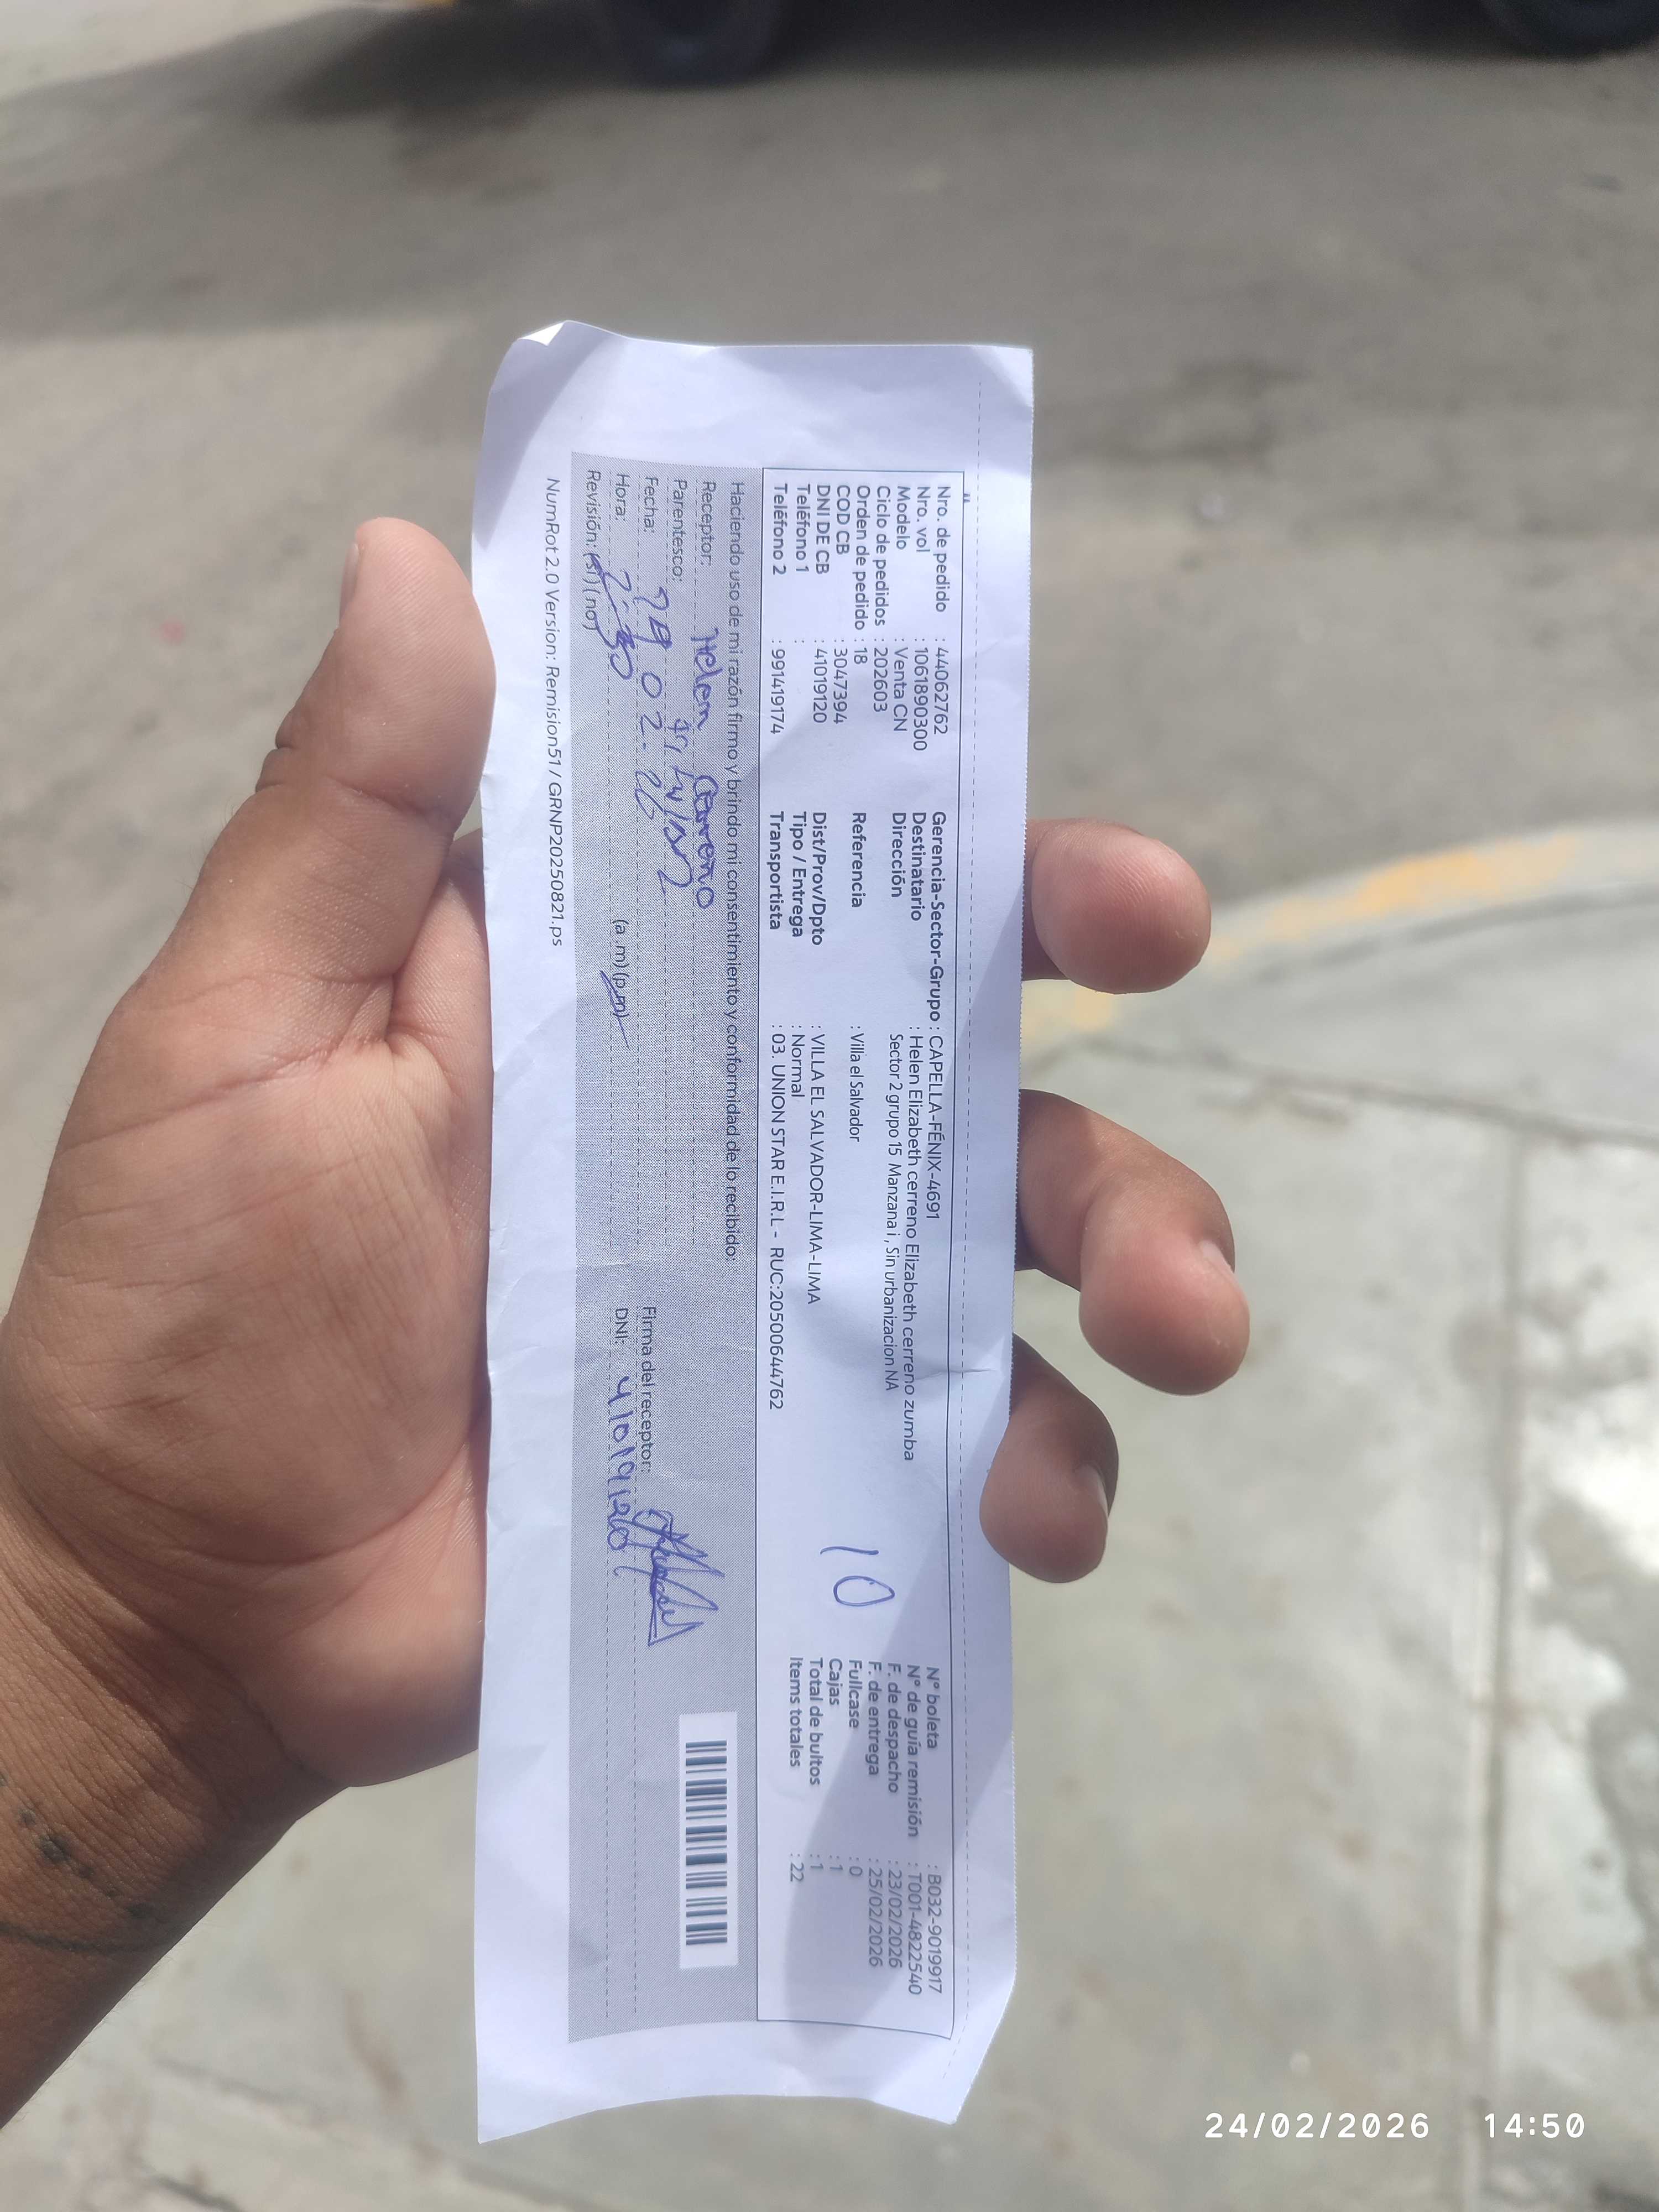 Nro. de pedido : 44062762
Nro. vol : 1061890300
Modelo : Venta CN
Ciclo de pedidos : 202603
Orden de pedido : 18
COD CB : 3047394
DNI DE CB : 41019120
Teléfono 1 :
Teléfono 2 : 991419174
Gerencia-Sector-Grupo : CAPELLA-FÉNIX-4691
Destinatario : Helen Elizabeth cerreno Elizabeth cerreno zumba
Dirección Sector 2 grupo 15 Manzana i , Sin urbanizacion NA
Referencia : Villa el Salvador
Dist/Prov/Dpto : VILLA EL SALVADOR-LIMA-LIMA
Tipo / Entrega : Normal
Transportista : 03. UNION STAR E.I.R.L - RUC:20500644762
10
N° boleta : B032-9019917
N° de guía remisión : T001-4822540
F. de despacho : 23/02/2026
F. de entrega : 25/02/2026
Fullcase : 0
Cajas : 1
Total de bultos : 1
Items totales : 22
Haciendo uso de mi razón firmo y brindo mi consentimiento y conformidad de lo recibido:
Receptor: Helem Carreno
Parentesco:
Fecha: 02- 26
Hora: 2:30 (a .m) (p.m)
Revisión: (si) (no)
Firma del receptor:
DNI: 41019120
NumRot 2.0 Version: Remision51 / GRNP20250821.ps
24/02/2026 14:50